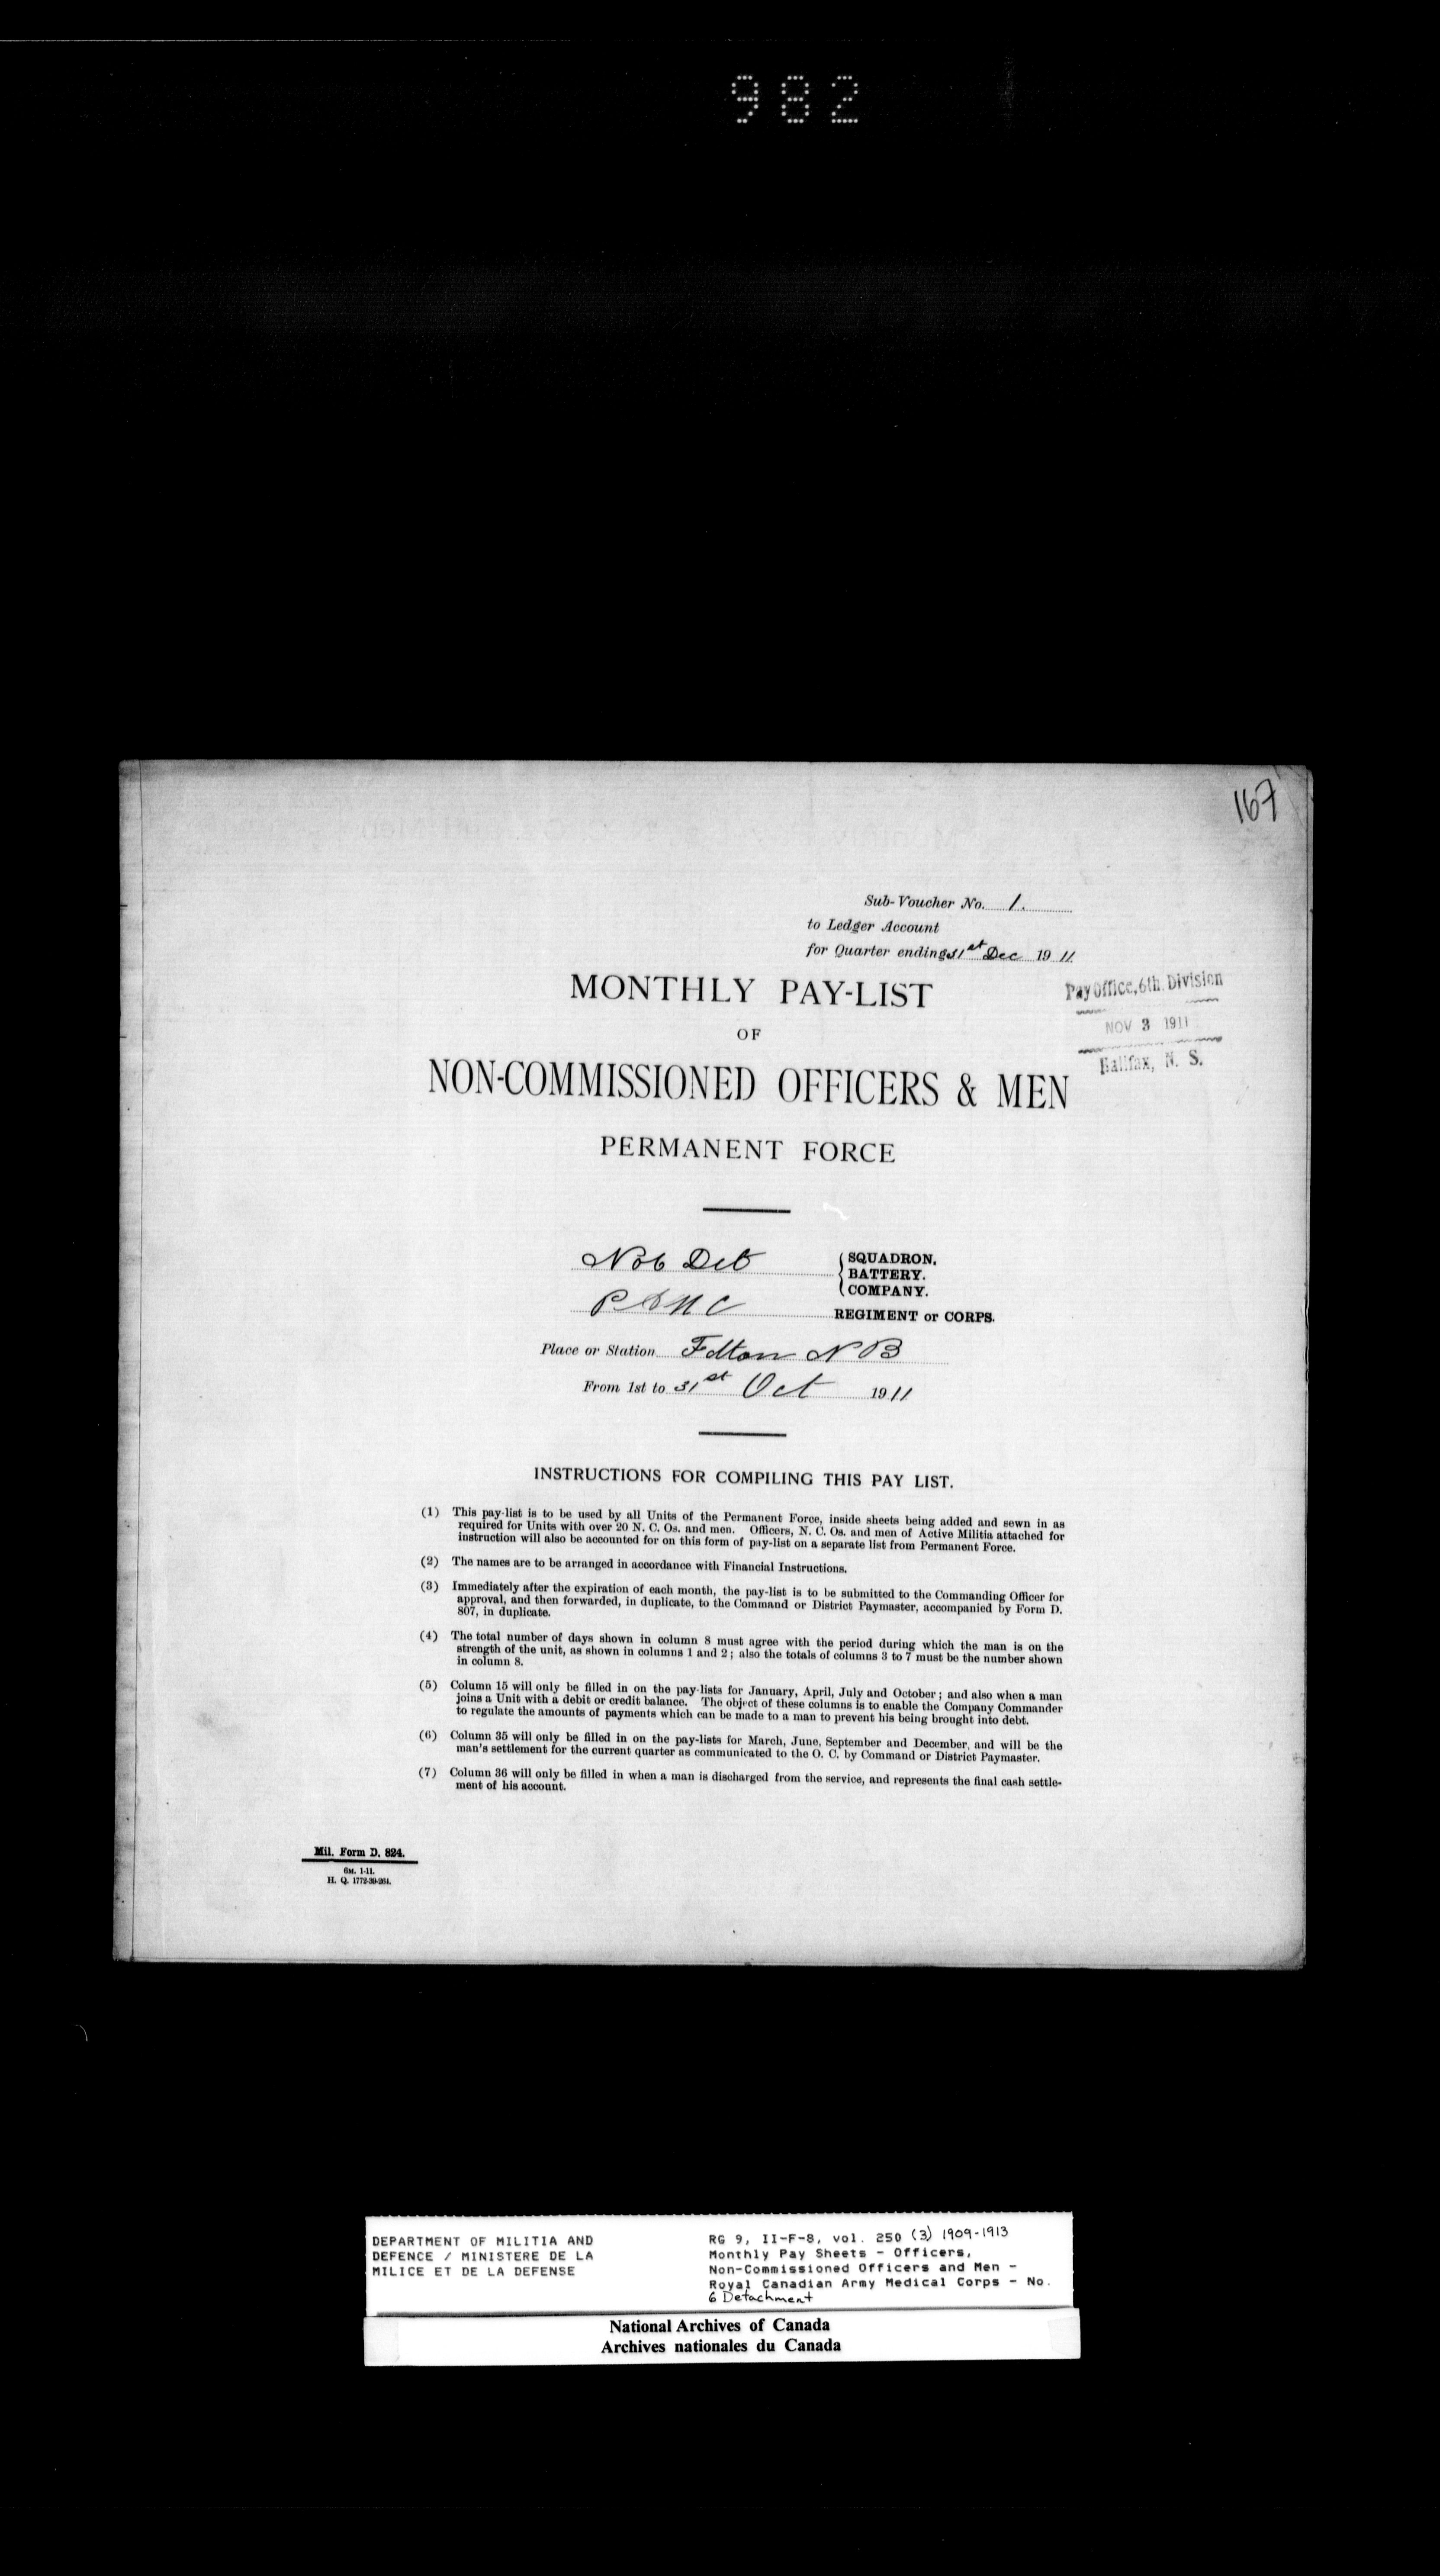 982
167
Sub-Voucher No. 1.
to Ledger Account
for Quarter ending 31st Dec 1911
MONTHLY PAY-LIST
Pay Office, 6th Division
OF
NOV 3 1911
Halifax, N. S.
NON-COMMISSIONED OFFICERS & MEN
PERMANENT FORCE
No 6 Det
SQUADRON.
BATTERY.
COMPANY.
REGIMENT or CORPS.
Place or Station Fdton N B
From 1st to 31st Oct 1911
INSTRUCTIONS FOR COMPILING THIS PAY LIST.
(1) This pay-list is to be used by all Units of the Permanent Force, inside sheets being added and sewn in as
required for Units with over 20 N. C. Os. and men. Officers, N. C. Os. and men of Active Militia attached for
instruction will also be accounted for on this form of pay-list on a separate list from Permanent Force.
(2) The names are to be arranged in accordance with Financial Instructions.
(3) Immediately after the expiration of each month, the pay-list is to be submitted to the Commanding Officer for
approval, and then forwarded, in duplicate, to the Command or District Paymaster, accompanied by Form D.
807, in duplicate.
(4) The total number of days shown in column 8 must agree with the period during which the man is on the
strength of the unit, as shown in columns 1 and 2; also the totals of columns 3 to 7 must be the number shown
in column 8.
(5) Column 15 will only be filled in on the pay-lists for January, April, July and October; and also when a man
joins a Unit with a debit or credit balance. The object of these columns is to enable the Company Commander
to regulate the amounts of payments which can be made to a man to prevent his being brought into debt.
(6) Column 35 will only be filled in on the pay-lists for March, June, September and December, and will be the
man's settlement for the current quarter as communicated to the O. C. by Command or District Paymaster.
(7) Column 36 will only be filled in when a man is discharged from the service, and represents the final cash settle-
ment of his account.
Mil. Form D. 824.
6M. 1-11.
H. Q. 1772-39-264.
DEPARTMENT OF MILITIA AND
DEFENCE / MINISTERE DE LA
MILICE ET DE LA DEFENSE
RG 9, II-F-8, vol. 250 (3) 1909-1913
Monthly Pay Sheets - Officers,
Non-Commissioned Officers and Men -
Royal Canadian Army Medical Corps - No.
6 Detachment
National Archives of Canada
Archives nationales du Canada